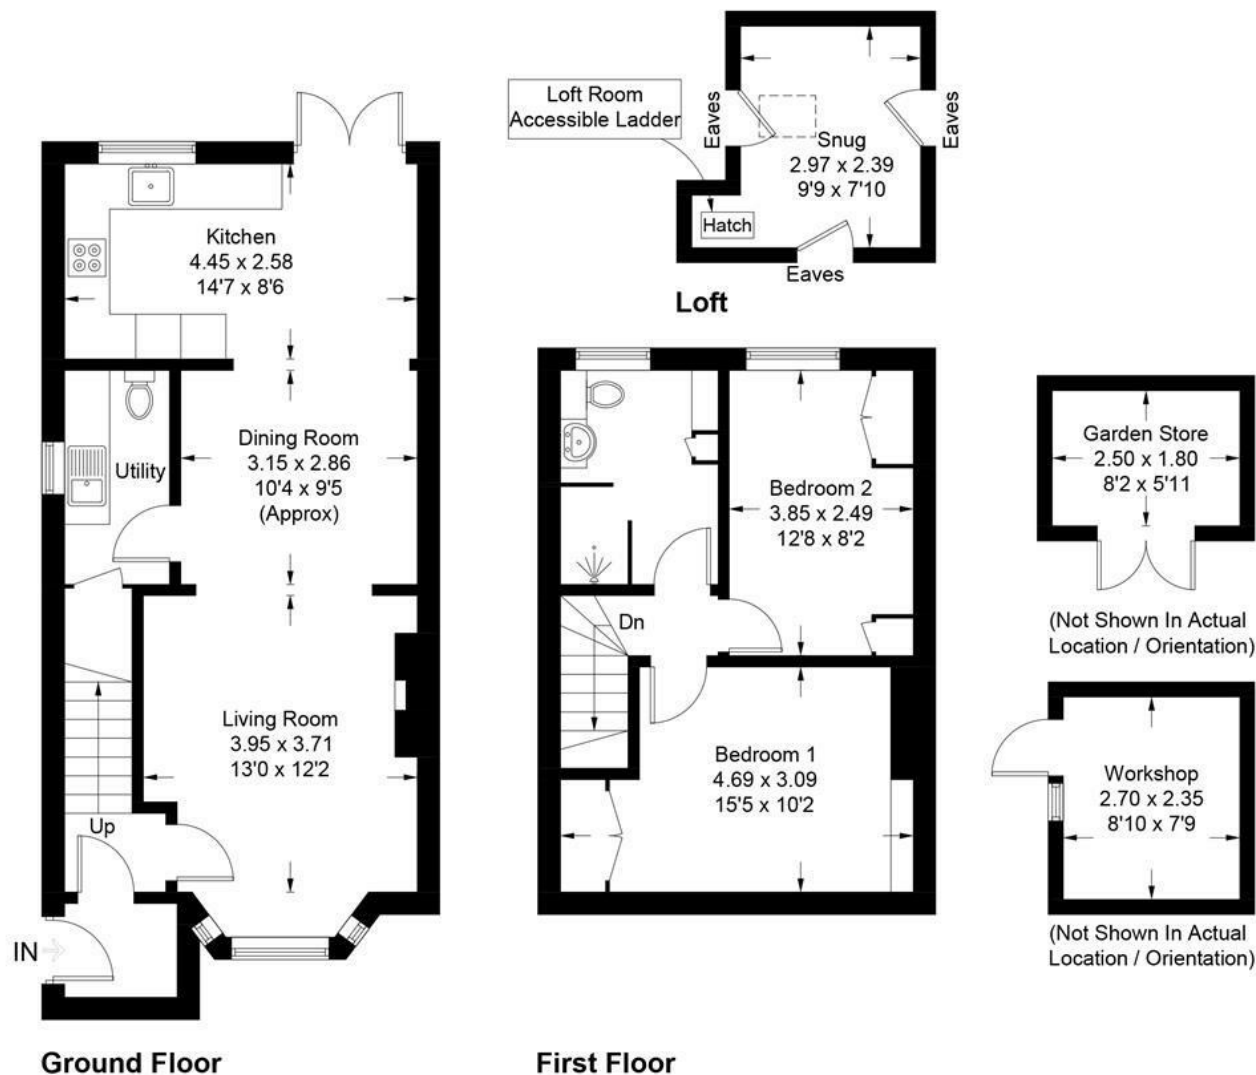 Loft Room
Accessible Ladder
Eaves
Eaves
Snug
2.97 x 2.39
9'9 x 7'10
Hatch
Eaves
Loft
Kitchen
4.45 x 2.58
14'7 x 8'6
Dining Room
3.15 x 2.86
10'4 x 9'5
(Approx)
Utility
Living Room
3.95 x 3.71
13'0 x 12'2
Up
IN
Ground Floor
Bedroom 2
3.85 x 2.49
12'8 x 8'2
Dn
Bedroom 1
4.69 x 3.09
15'5 x 10'2
First Floor
Garden Store
2.50 x 1.80
8'2 x 5'11
(Not Shown In Actual
Location / Orientation)
Workshop
2.70 x 2.35
8'10 x 7'9
(Not Shown In Actual
Location / Orientation)